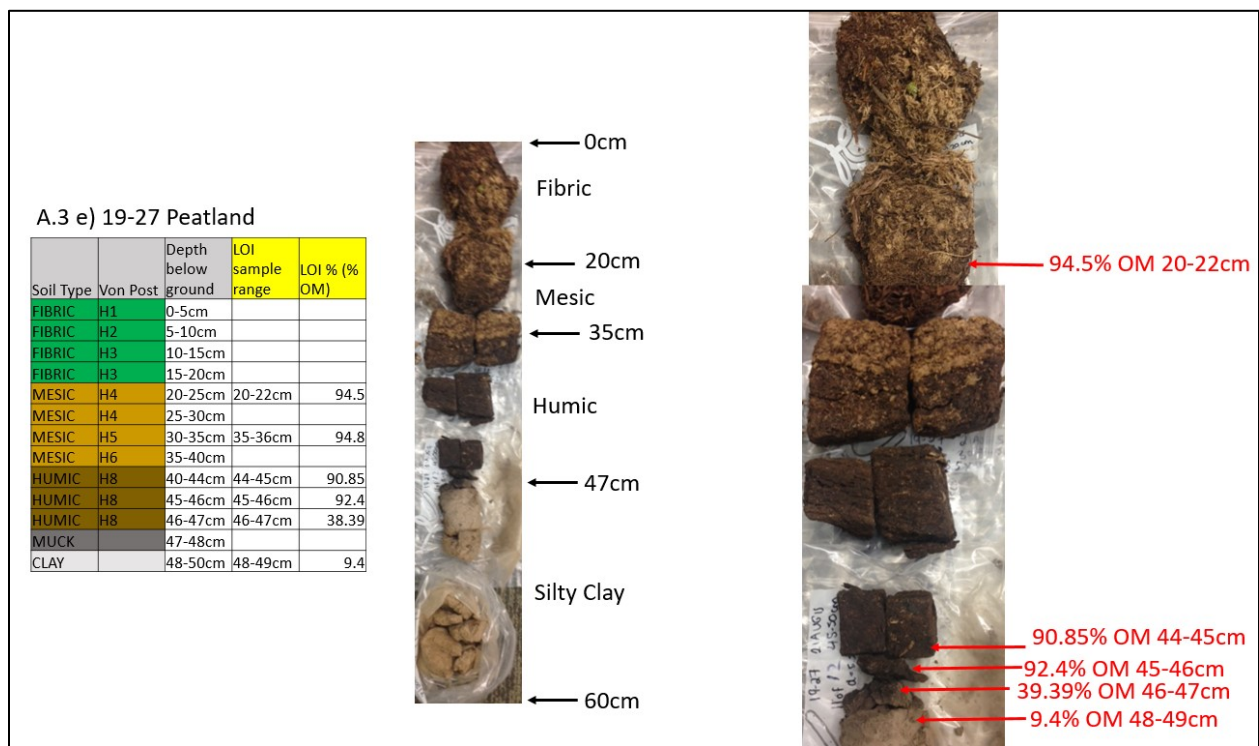 A.3 e) 19-27 Peatland
Soil Type Von Post Depth below ground LOI sample range LOI % (% OM)
FIBRIC H1 0-5cm
FIBRIC H2 5-10cm
FIBRIC H3 10-15cm
FIBRIC H3 15-20cm
MESIC H4 20-25cm 20-22cm 94.5
MESIC H4 25-30cm
MESIC H5 30-35cm 35-36cm 94.8
MESIC H6 35-40cm
HUMIC H8 40-44cm 44-45cm 90.85
HUMIC H8 45-46cm 45-46cm 92.4
HUMIC H8 46-47cm 46-47cm 38.39
MUCK 47-48cm
CLAY 48-50cm 48-49cm 9.4
0cm
Fibric
20cm
Mesic
35cm
Humic
47cm
Silty Clay
60cm
94.5% OM 20-22cm
90.85% OM 44-45cm
92.4% OM 45-46cm
39.39% OM 46-47cm
9.4% OM 48-49cm
19-27 21AUG15
45-50cm